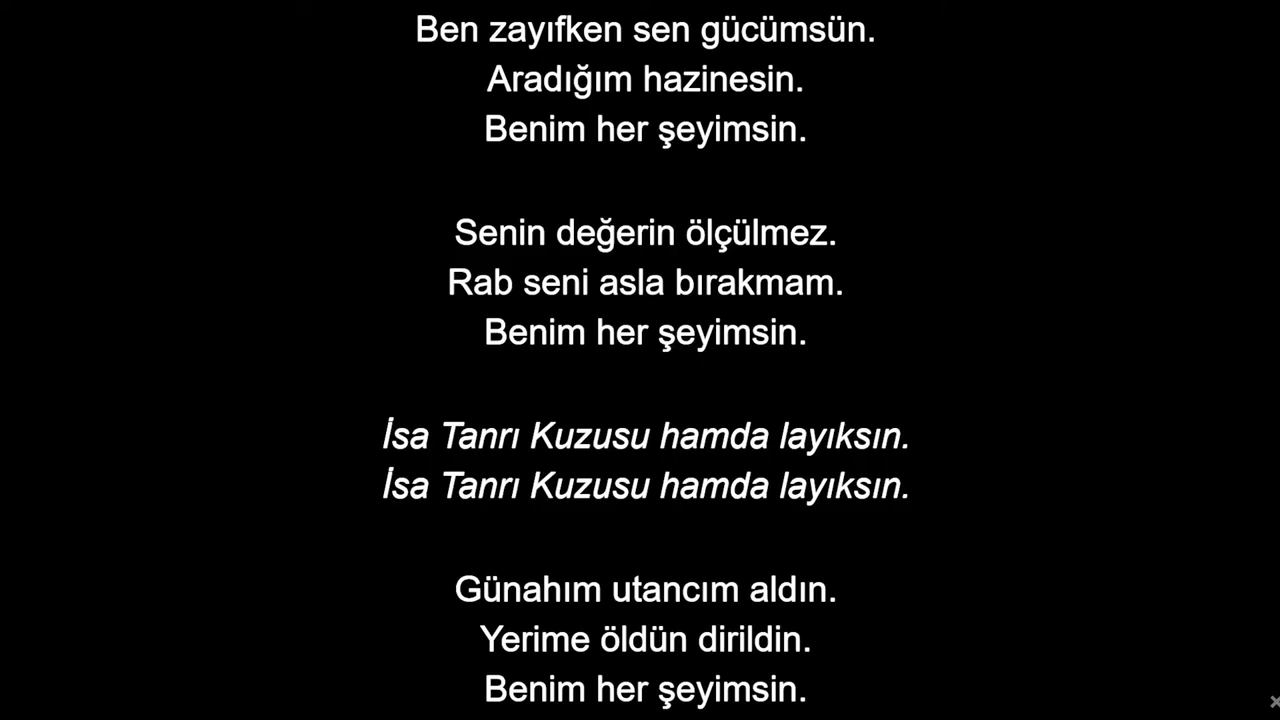 Ben zayıfken sen gücümsün.
Aradığım hazinesin.
Benim her şeyimsin.
Senin değerin ölçülmez.
Rab seni asla bırakmam.
Benim her şeyimsin.
İsa Tanrı Kuzusu hamda layıksın.
İsa Tanrı Kuzusu hamda layıksın.
Günahım utancım aldın.
Yerime öldün dirildin.
Benim her şeyimsin.